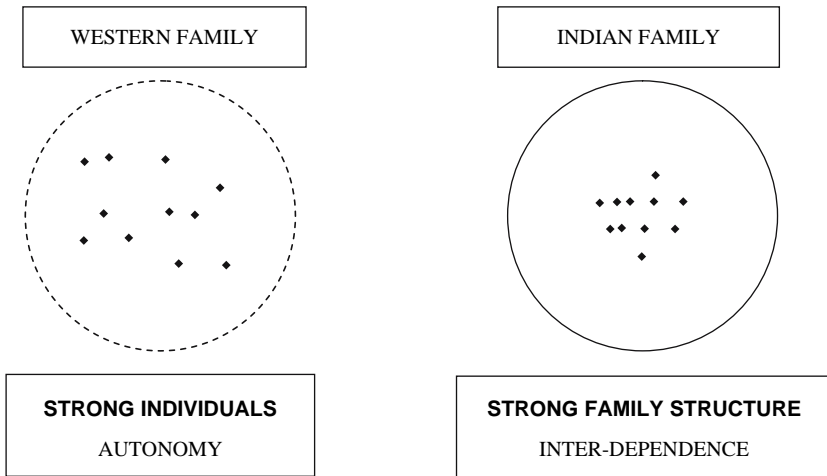 WESTERN FAMILY
INDIAN FAMILY
STRONG INDIVIDUALS
AUTONOMY
STRONG FAMILY STRUCTURE
INTER-DEPENDENCE